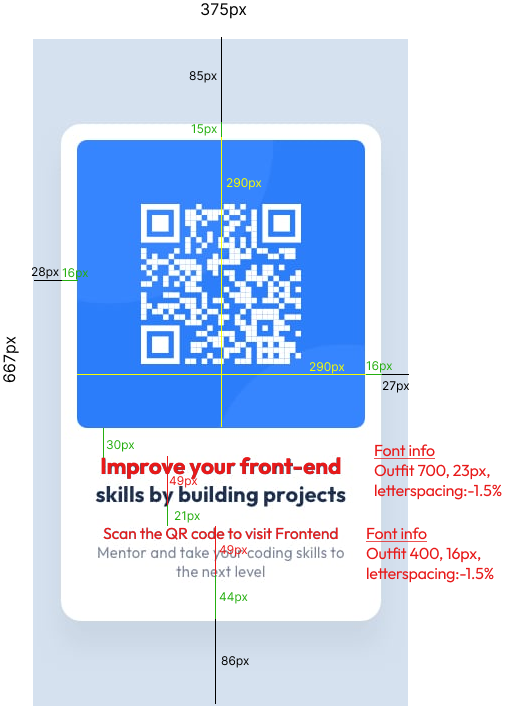 375px
85px
15px
290px
28px 16px
667px
290px
16px
27px
30px
Improve your front-end
49px
skills by building projects
21px
Scan the QR code to visit Frontend
49px
Mentor and take your coding skills to
the next level
44px
86px
Font info
Outfit 700, 23px,
letterspacing:-1.5%
Font info
Outfit 400, 16px,
letterspacing:-1.5%